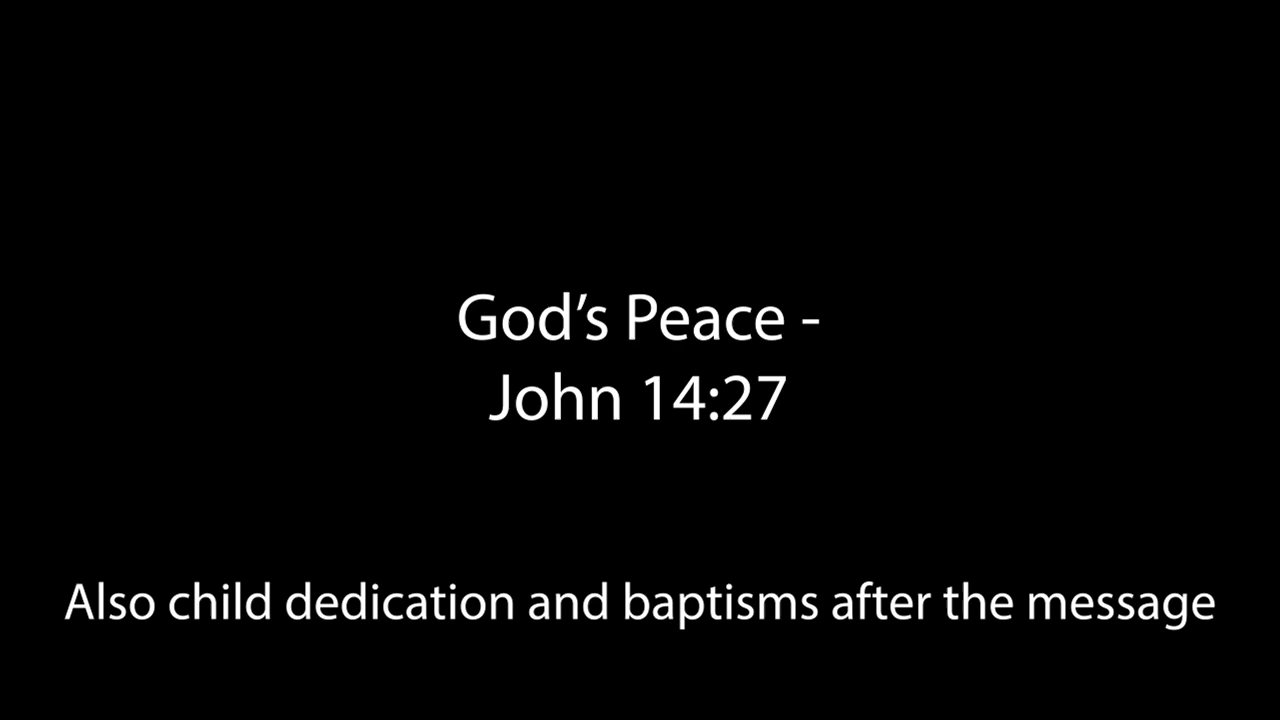 God’s Peace -
John 14:27
Also child dedication and baptisms after the message